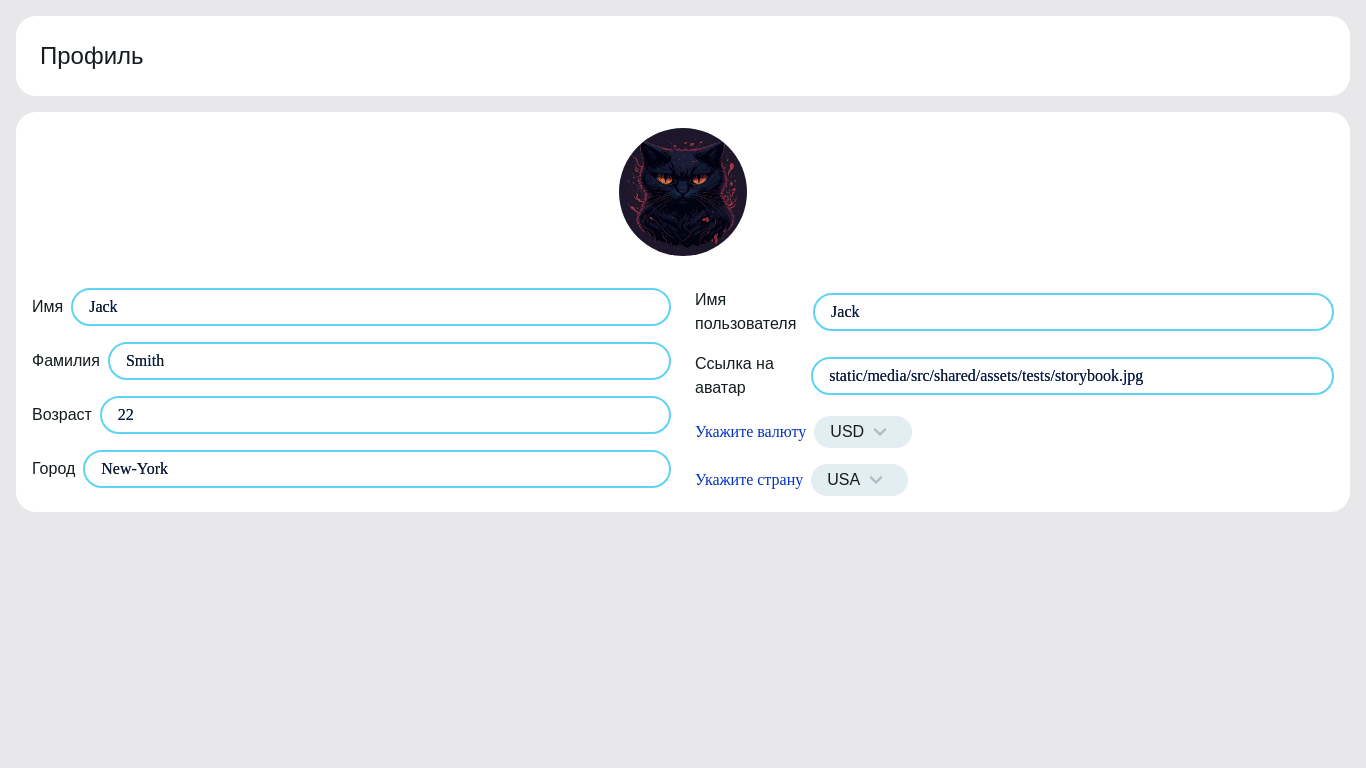 Профиль
Имя
Jack
Фамилия
Smith
Возраст
22
Город
New-York
Имя
пользователя
Jack
Ссылка на
аватар
static/media/src/shared/assets/tests/storybook.jpg
Укажите валюту
USD
Укажите страну
USA